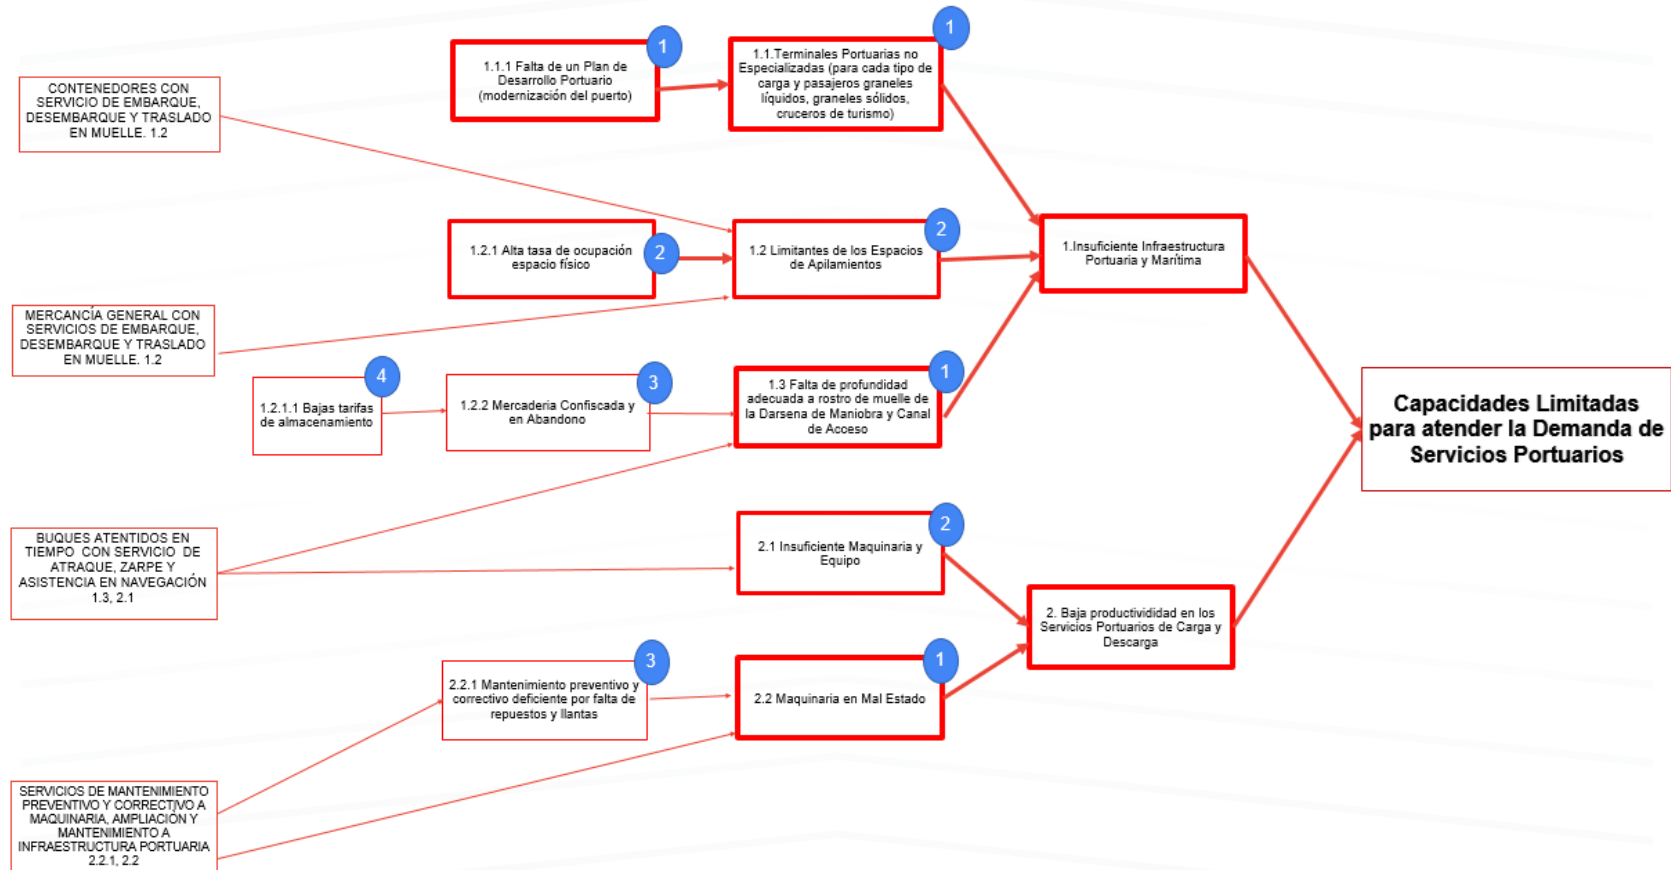 CONTENEDORES CON
SERVICIO DE EMBARQUE,
DESEMBARQUE Y TRASLADO
EN MUELLE. 1.2
MERCANCÍA GENERAL CON
SERVICIOS DE EMBARQUE,
DESEMBARQUE Y TRASLADO
EN MUELLE. 1.2
BUQUES ATENTIDOS EN
TIEMPO CON SERVICIO DE
ATRAQUE, ZARPE Y
ASISTENCIA EN NAVEGACIÓN
1.3, 2.1
SERVICIOS DE MANTENIMIENTO
PREVENTIVO Y CORRECTIVO A
MAQUINARIA, AMPLIACIÓN Y
MANTENIMIENTO A
INFRAESTRUCTURA PORTUARIA
2.2.1, 2.2
1
1.1.1 Falta de un Plan de
Desarrollo Portuario
(modernización del puerto)
1
1.1.Terminales Portuarias no
Especializadas (para cada tipo de
carga y pasajeros graneles
líquidos, graneles sólidos,
cruceros de turismo)
2
1.2.1 Alta tasa de ocupación
espacio físico
2
1.2 Limitantes de los Espacios
de Apilamientos
4
1.2.1.1 Bajas tarifas
de almacenamiento
3
1.2.2 Mercaderia Confiscada y
en Abandono
1
1.3 Falta de profundidad
adecuada a rostro de muelle de
la Darsena de Maniobra y Canal
de Acceso
2
2.1 Insuficiente Maquinaria y
Equipo
3
2.2.1 Mantenimiento preventivo y
correctivo deficiente por falta de
repuestos y llantas
1
2.2 Maquinaria en Mal Estado
1.Insuficiente Infraestructura
Portuaria y Marítima
2. Baja productivididad en los
Servicios Portuarios de Carga y
Descarga
Capacidades Limitadas
para atender la Demanda de
Servicios Portuarios